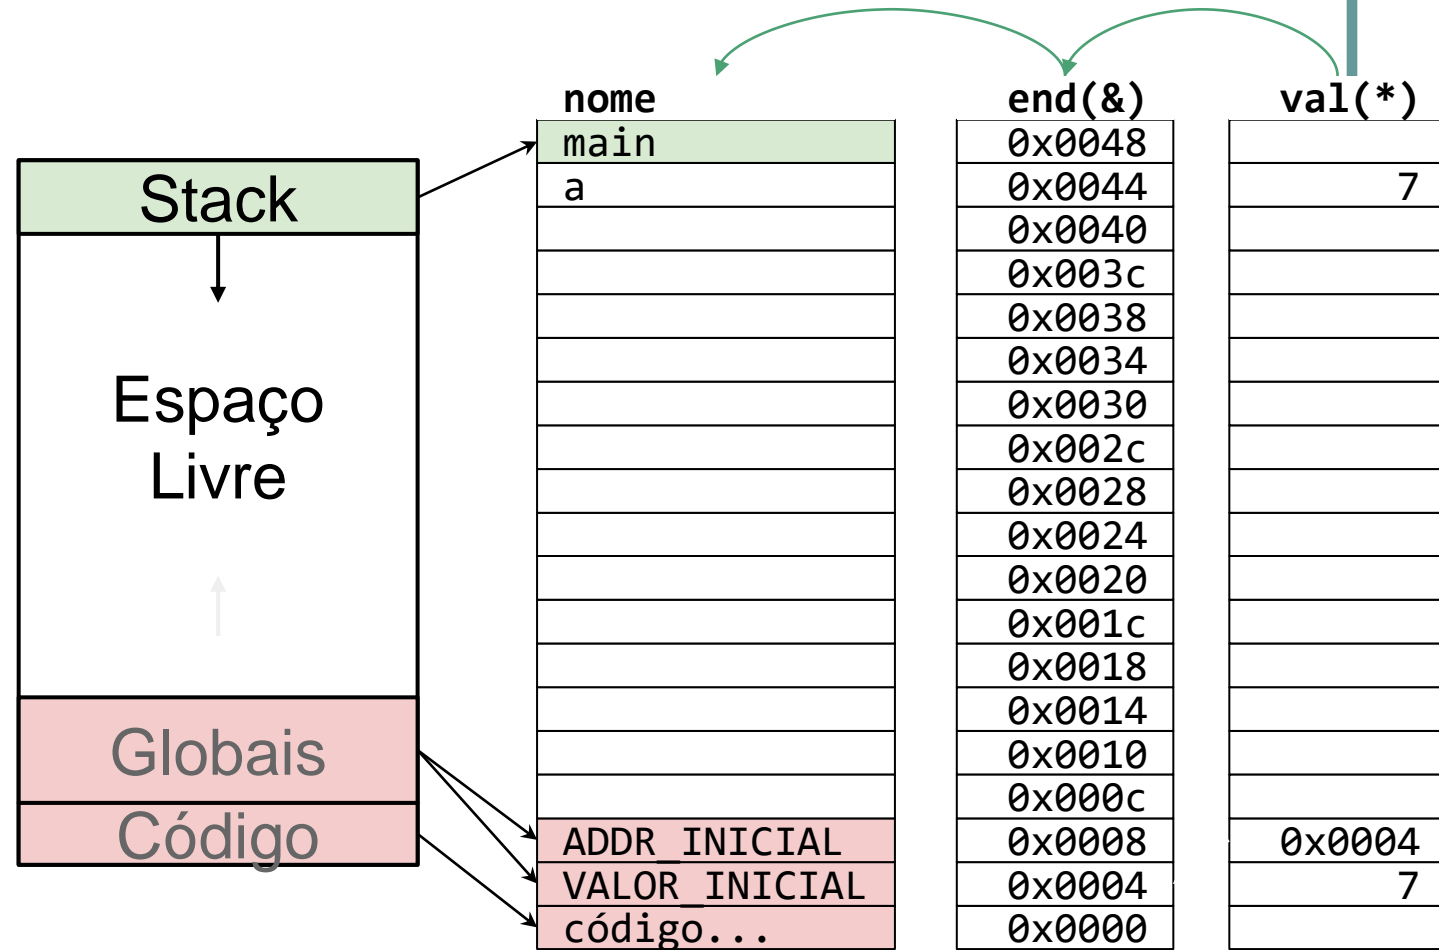 nome end(&) val(*)
main 0x0048
Stack
a 0x0044 7
0x0040
0x003c
0x0038
0x0034
Espaço
0x0030
0x002c
Livre
0x0028
0x0024
0x0020
0x001c
0x0018
0x0014
Globais
0x0010
0x000c
Código
ADDR_INICIAL 0x0008 0x0004
VALOR_INICIAL 0x0004 7
código... 0x0000